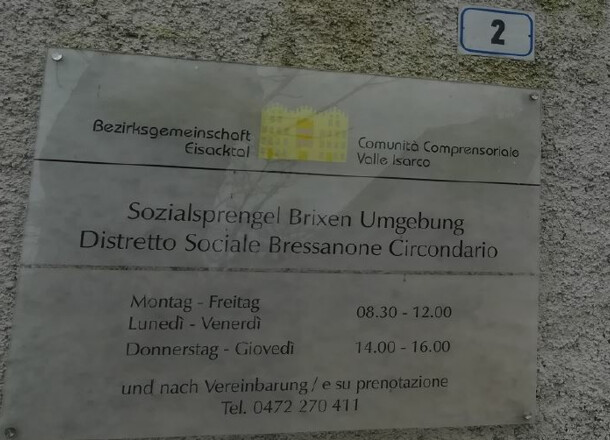 2
Bezirksgemeinschaft
Eisacktal
Comunità Comprensoriale
Valle Isarco
Sozialsprengel Brixen Umgebung
Distretto Sociale Bressanone Circondario
Montag - Freitag
Lunedì - Venerdì
08.30 - 12.00
Donnerstag - Giovedì 14.00 - 16.00
und nach Vereinbarung / e su prenotazione
Tel. 0472 270 411